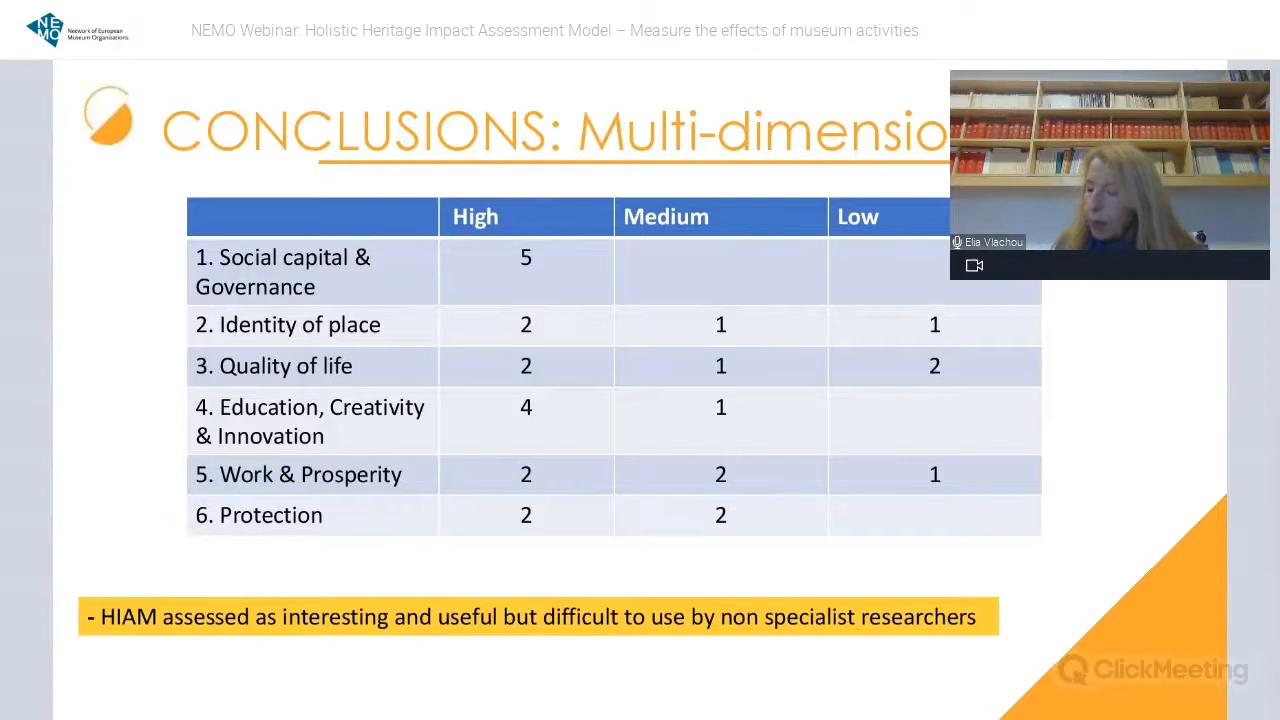 NE
MO
Network of European
Museum Organisations
NEMO Webinar: Holistic Heritage Impact Assessment Model – Measure the effects of museum activities
CONCLUSIONS: Multi-dimensio
High Medium Low
1. Social capital & 5
Governance
2. Identity of place 2 1 1
3. Quality of life 2 1 2
4. Education, Creativity 4 1
& Innovation
5. Work & Prosperity 2 2 1
6. Protection 2 2
Elia Vlachou
- HIAM assessed as interesting and useful but difficult to use by non specialist researchers
ClickMeeting